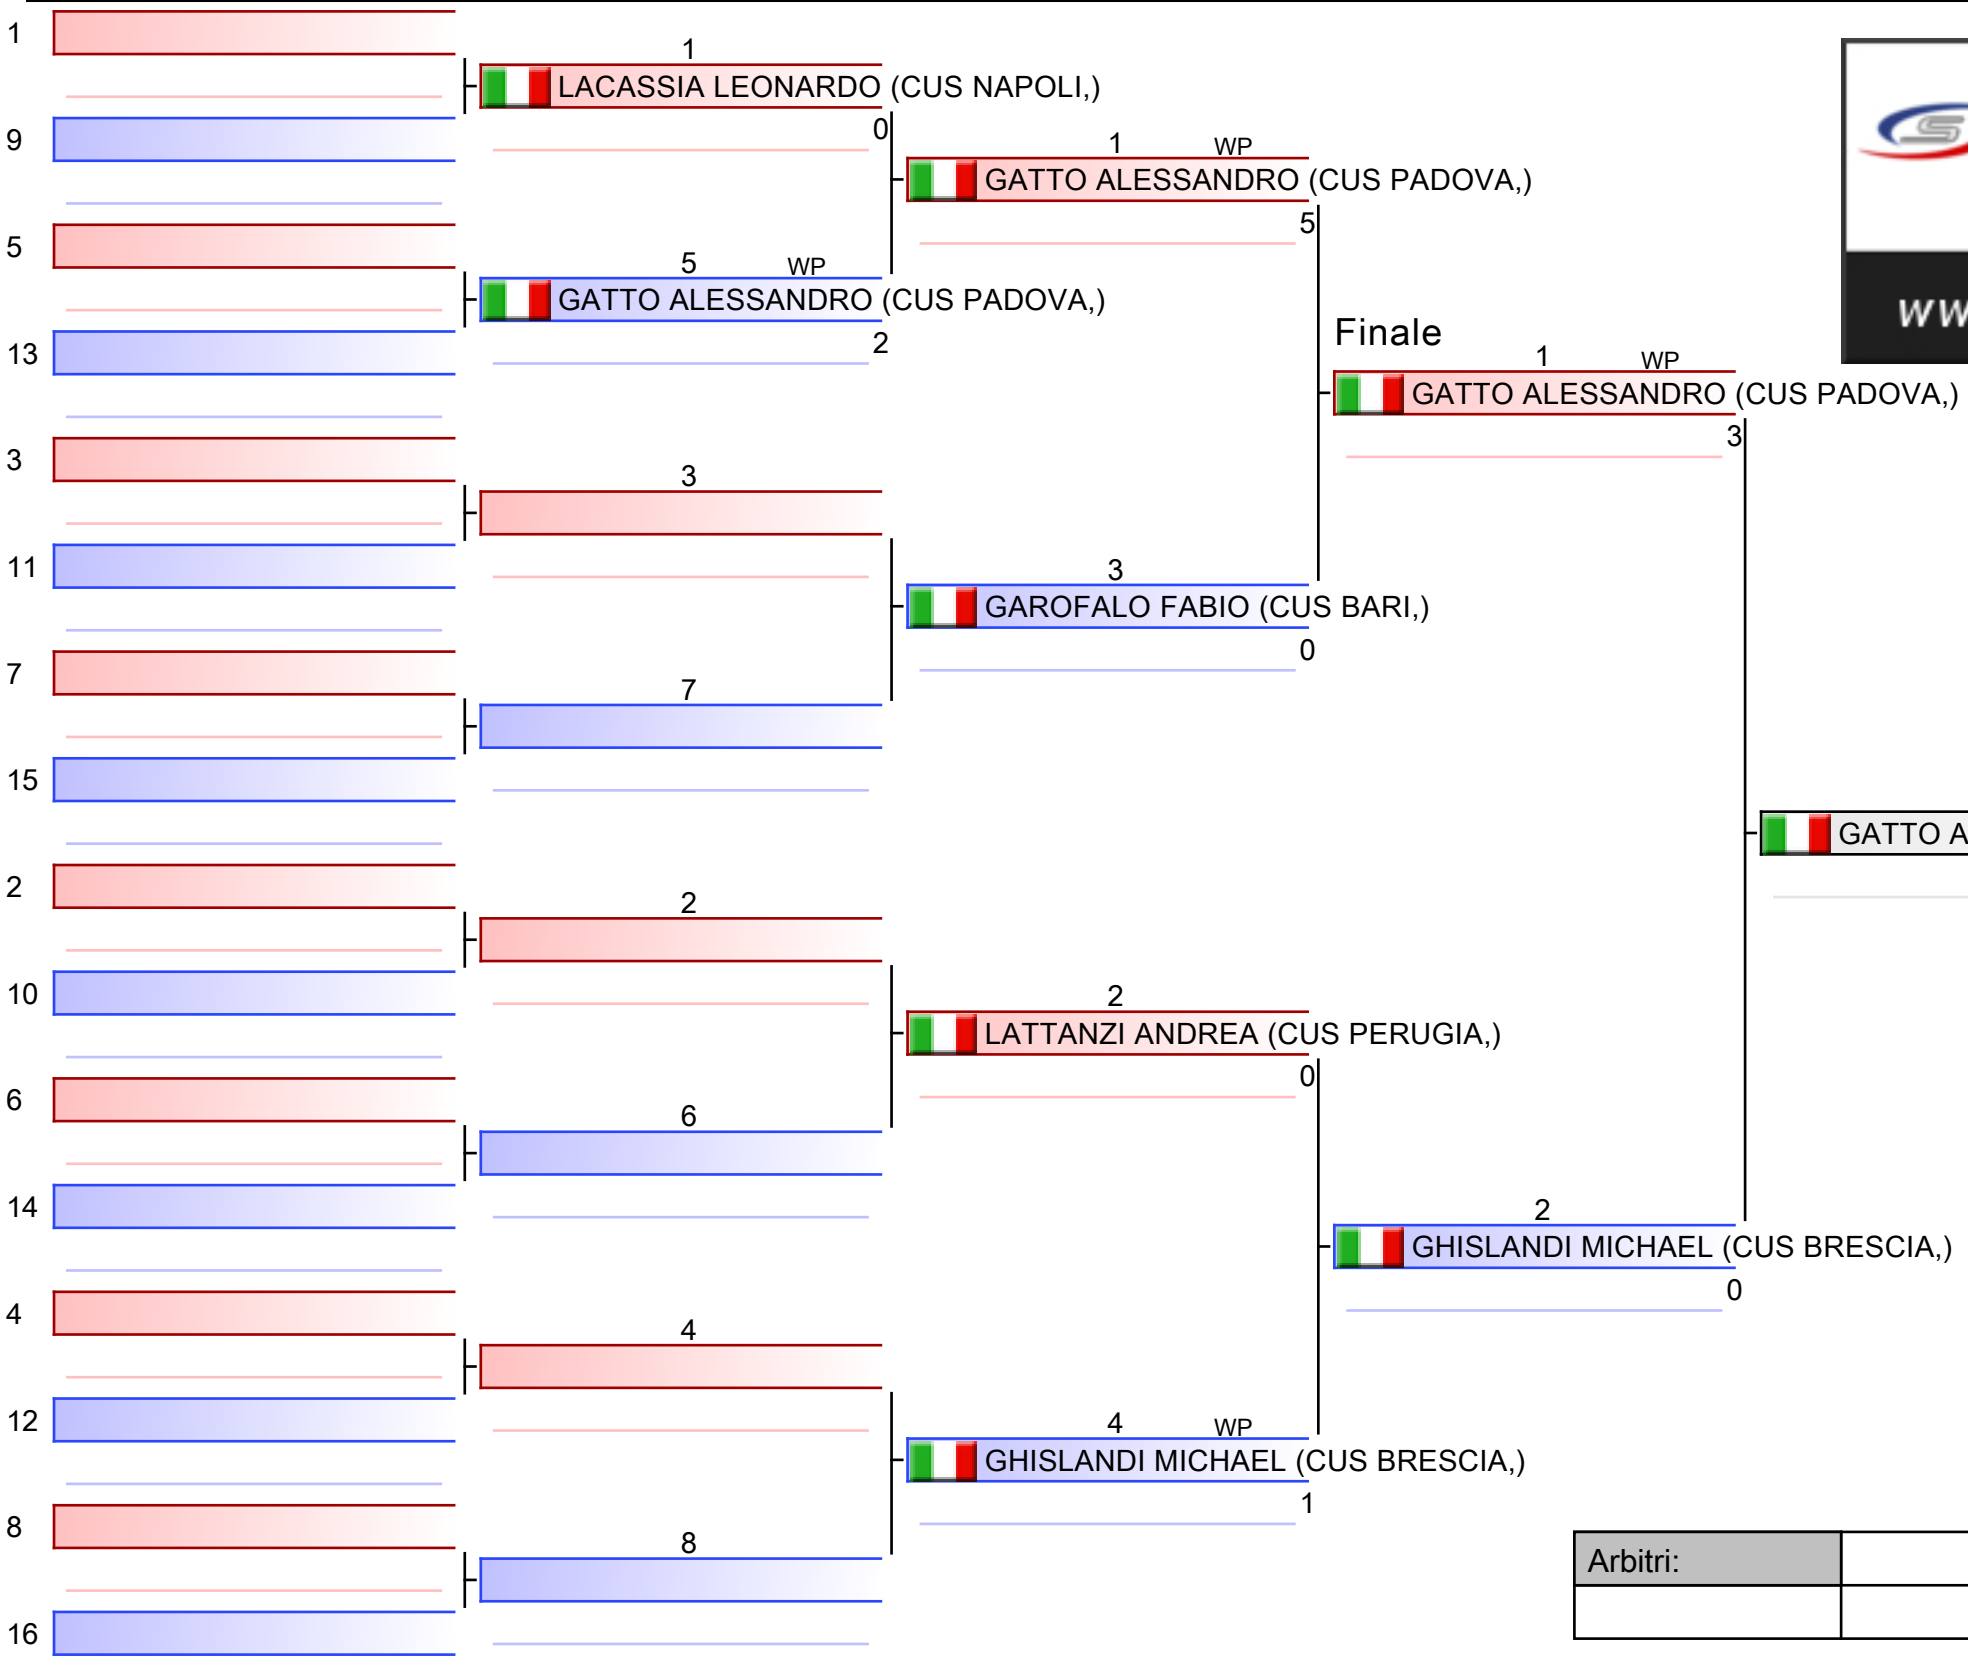 1
9
5
13
3
11
7
15
2
10
6
14
4
12
8
16
1
LACASSIA LEONARDO (CUS NAPOLI,)
0
5 WP
GATTO ALESSANDRO (CUS PADOVA,)
2
3
7
2
6
4
8
1 WP
GATTO ALESSANDRO (CUS PADOVA,)
5
3
GAROFALO FABIO (CUS BARI,)
0
2
LATTANZI ANDREA (CUS PERUGIA,)
0
4 WP
GHISLANDI MICHAEL (CUS BRESCIA,)
1
Finale
1 WP
GATTO ALESSANDRO (CUS PADOVA,)
3
2
GHISLANDI MICHAEL (CUS BRESCIA,)
0
GATTO A
S
ww
Arbitri: